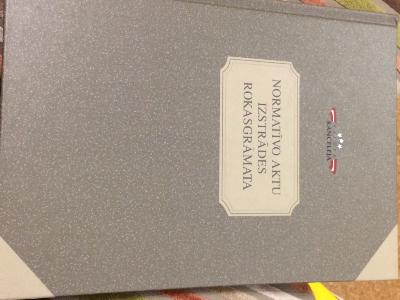 KANCELEJA
NORMATĪVO AKTU
IZSTRĀDES
ROKASGRĀMATA